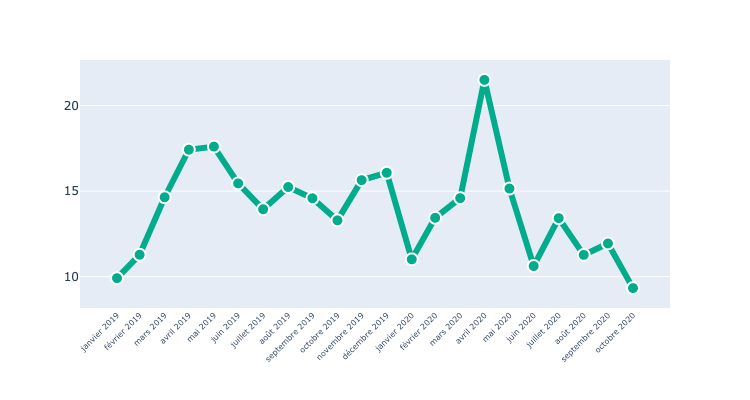 20
15
10
janvier 2019
février 2019
mars 2019
avril 2019
mai 2019
juin 2019
juillet 2019
août 2019
septembre 2019
octobre 2019
novembre 2019
décembre 2019
janvier 2020
février 2020
mars 2020
avril 2020
mai 2020
juin 2020
juillet 2020
août 2020
septembre 2020
octobre 2020